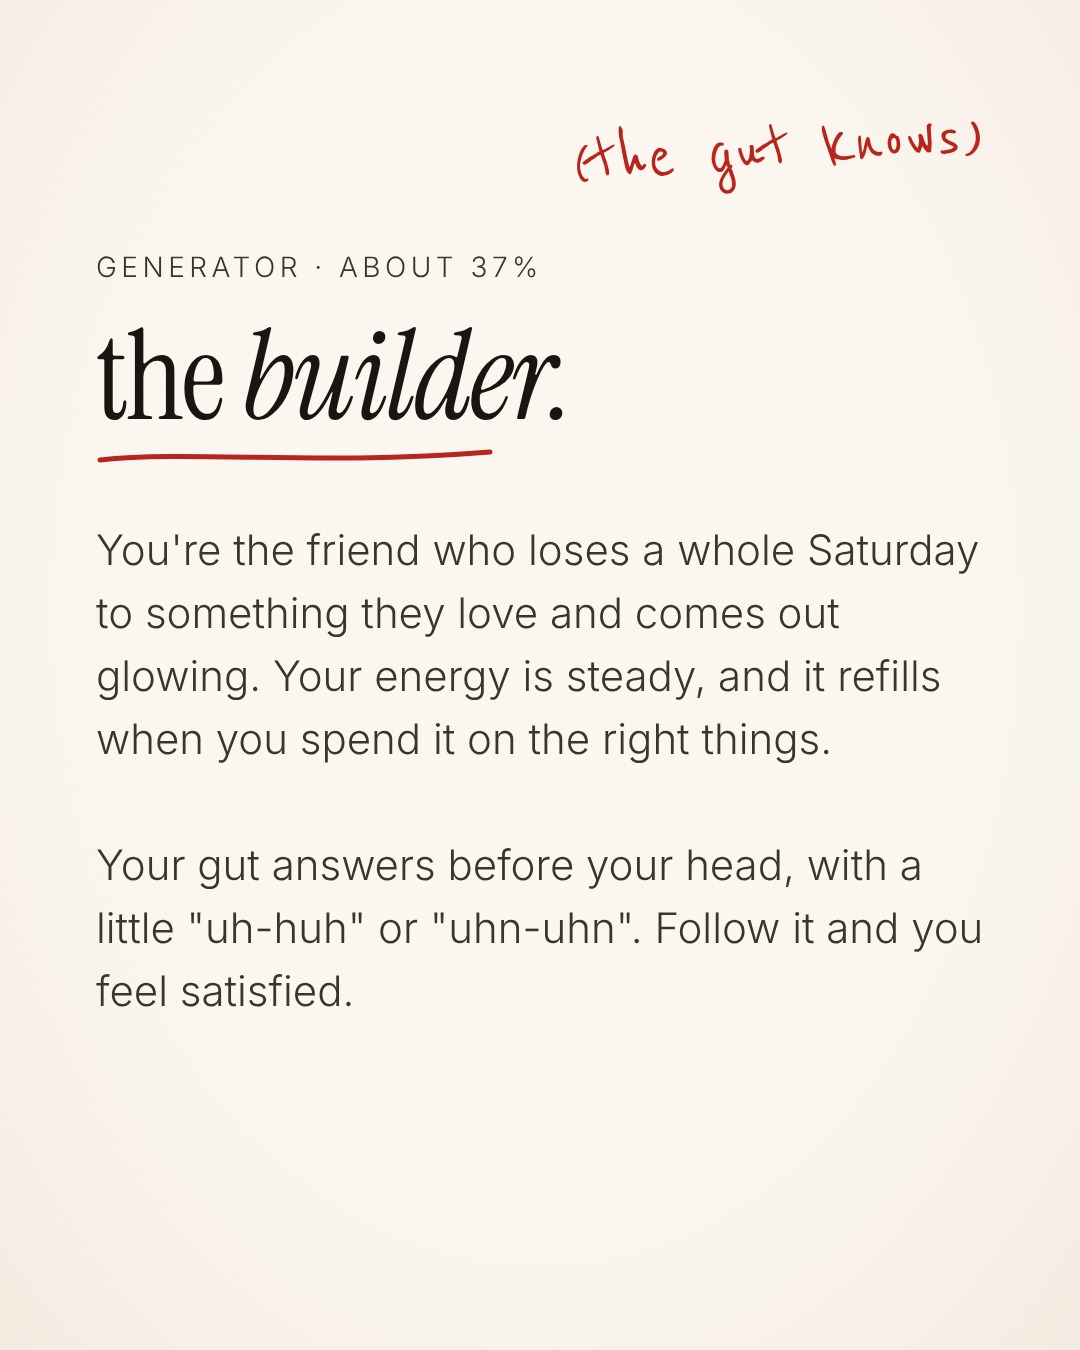 (the gut knows)
GENERATOR · ABOUT 37%
the builder.
You're the friend who loses a whole Saturday
to something they love and comes out
glowing. Your energy is steady, and it refills
when you spend it on the right things.
Your gut answers before your head, with a
little "uh-huh" or "uhn-uhn". Follow it and you
feel satisfied.